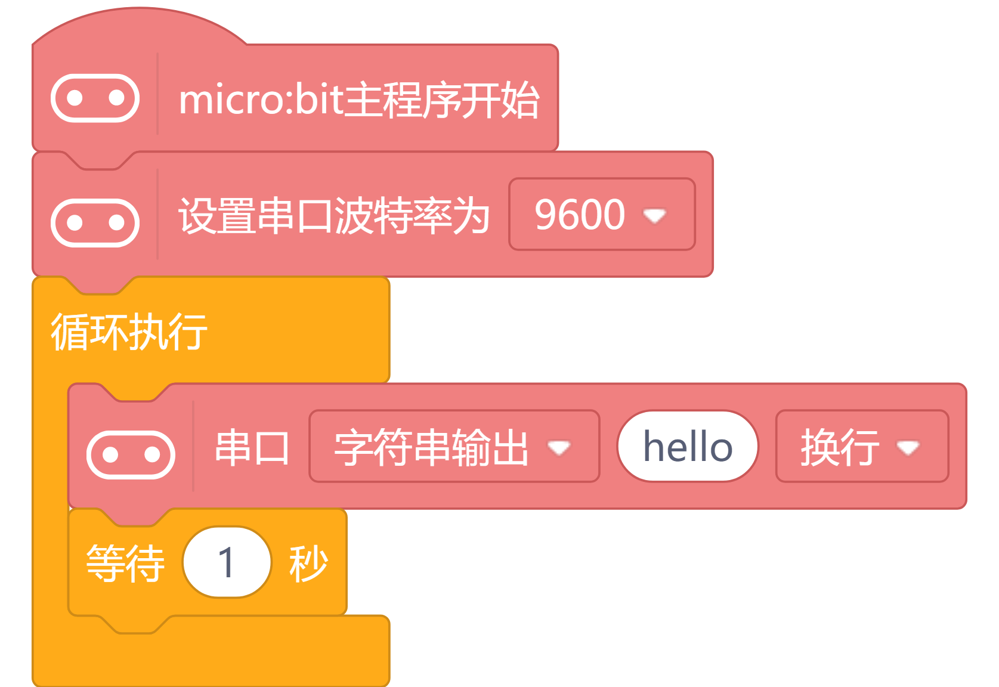 micro:bit主程序开始
设置串口波特率为 9600
循环执行
串口 字符串输出 hello 换行
等待 1 秒